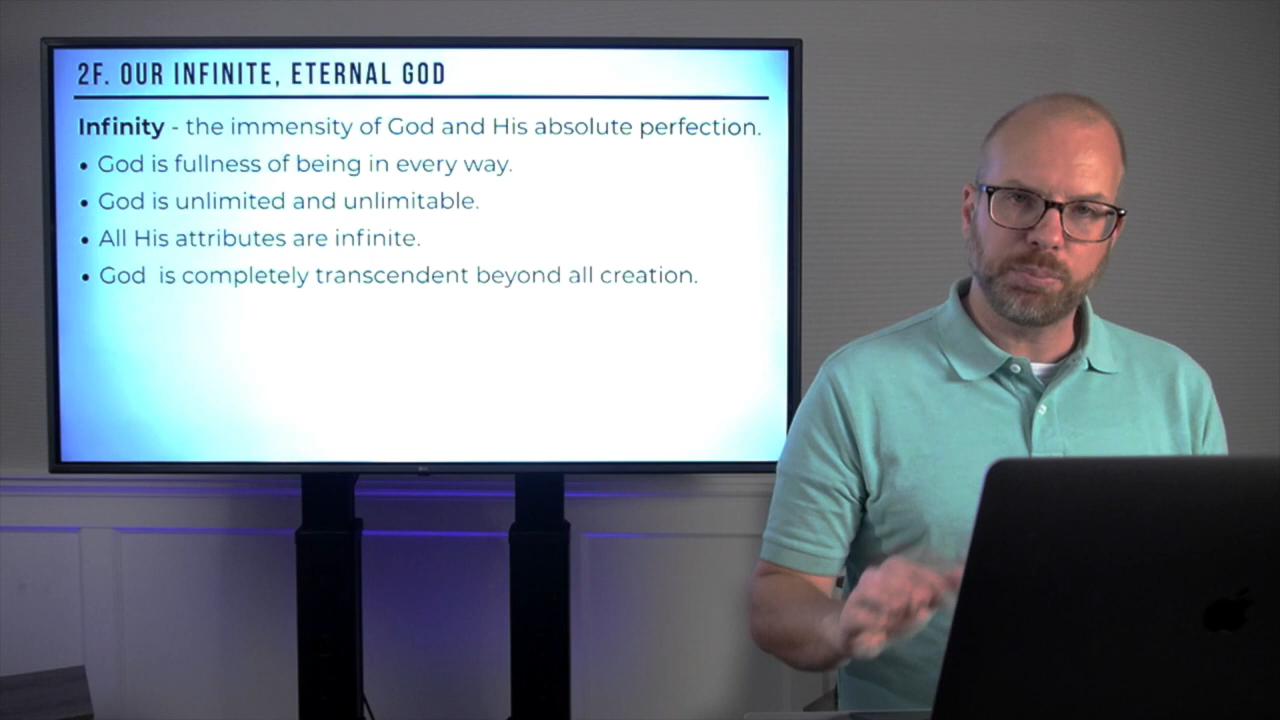 2F. OUR INFINITE, ETERNAL GOD
Infinity - the immensity of God and His absolute perfection.
• God is fullness of being in every way.
• God is unlimited and unlimitable.
• All His attributes are infinite.
• God is completely transcendent beyond all creation.